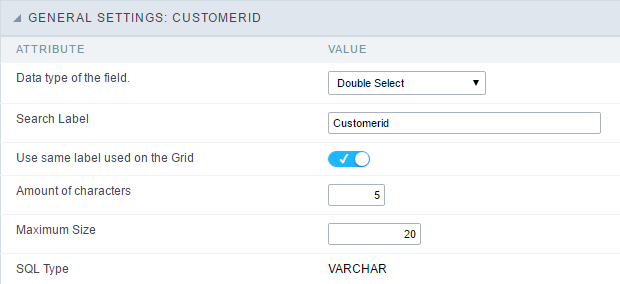 GENERAL SETTINGS: CUSTOMERID
ATTRIBUTE VALUE
Data type of the field. Double Select
Search Label Customerid
Use same label used on the Grid
Amount of characters 5
Maximum Size 20
SQL Type VARCHAR